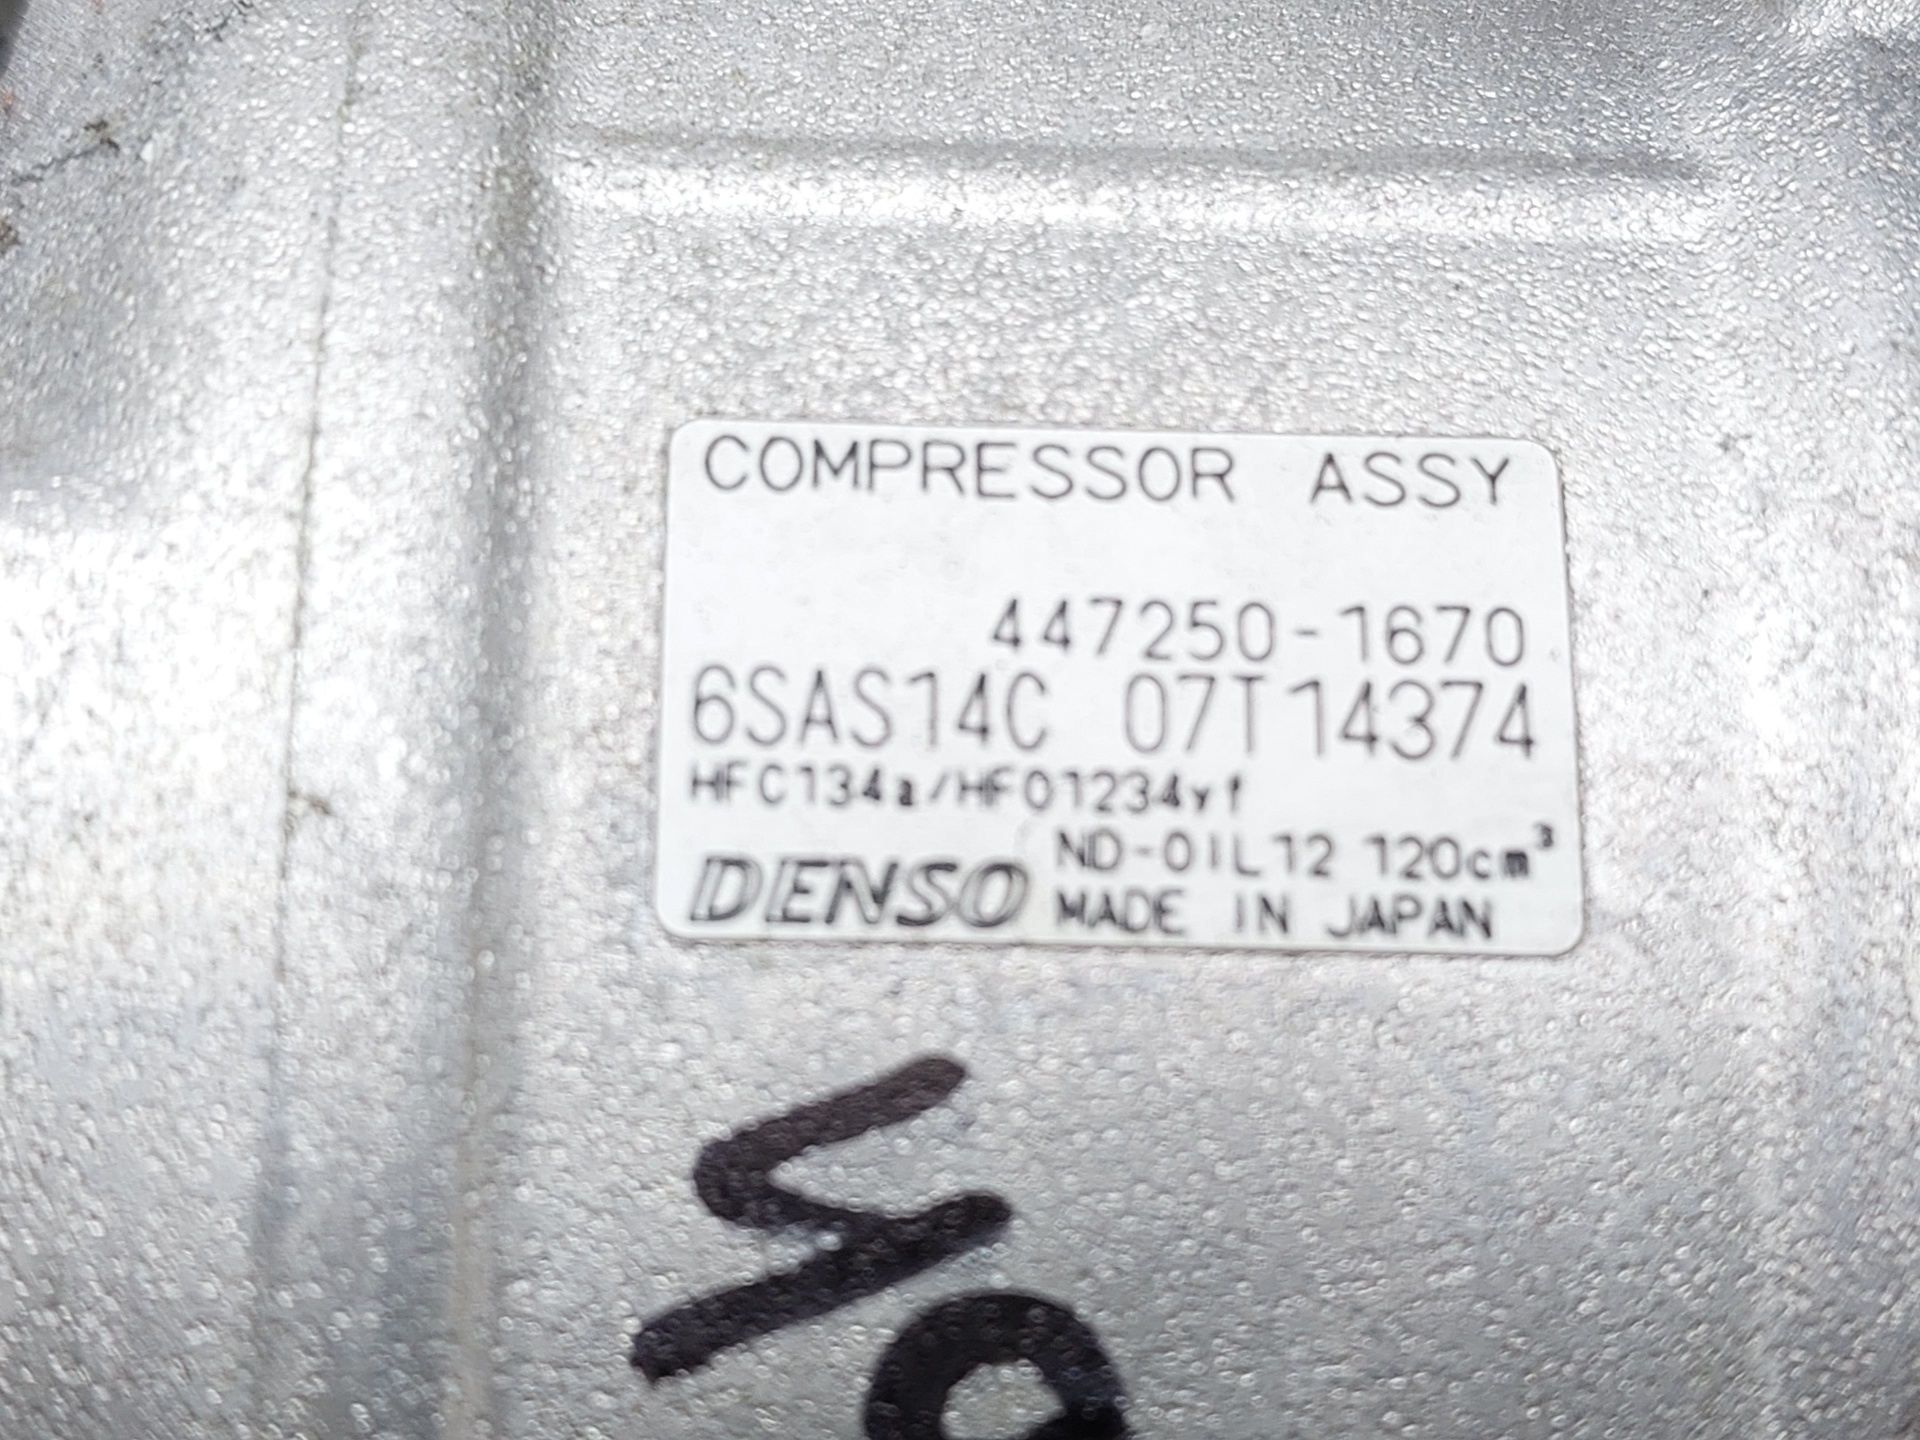 COMPRESSOR ASSY
447250-1670
6SAS14C 07T14374
HFC134a/HFO1234yf
DENSO ND-OIL12 120cm³
MADE IN JAPAN